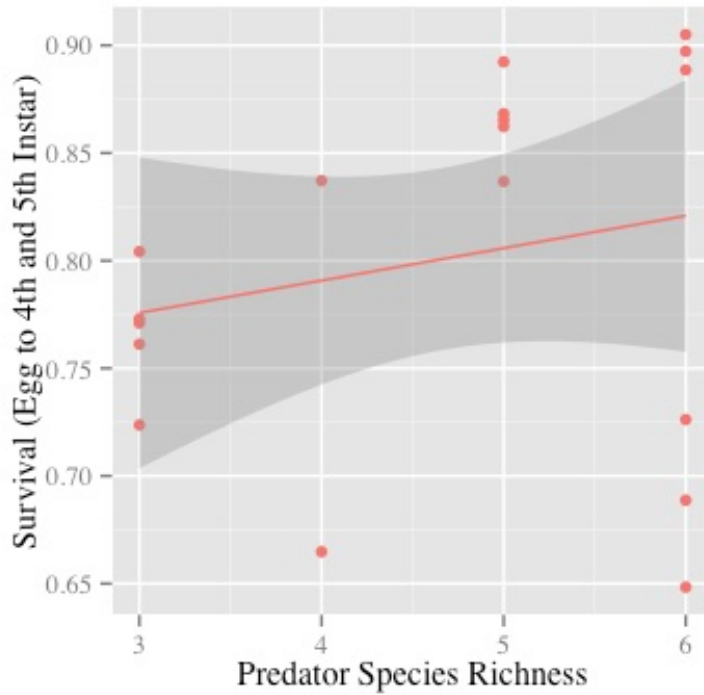 Survival (Egg to 4th and 5th Instar)
0.90
0.85
0.80
0.75
0.70
0.65
3 4 5 6
Predator Species Richness